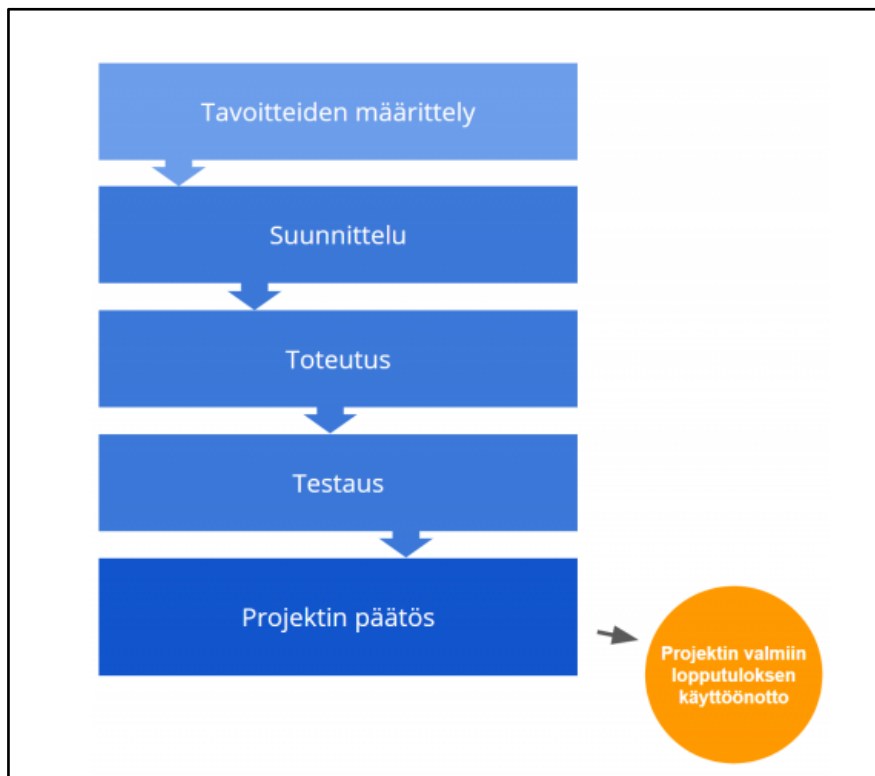 Tavoitteiden määrittely
Suunnittelu
Toteutus
Testaus
Projektin päätös
Projektin valmiin
lopputuloksen
käyttöönotto